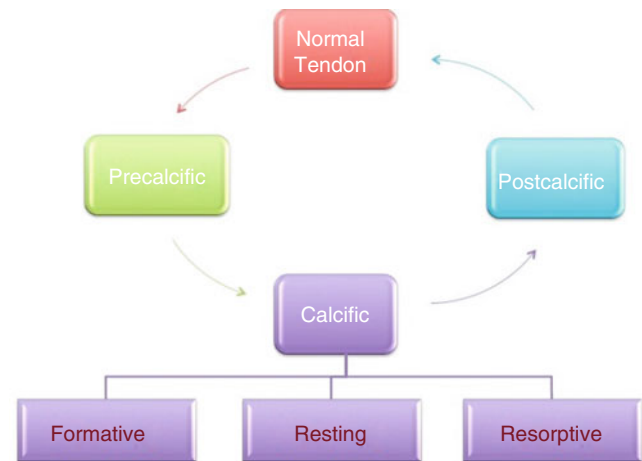 Normal
Tendon
Precalcific
Postcalcific
Calcific
Formative
Resting
Resorptive